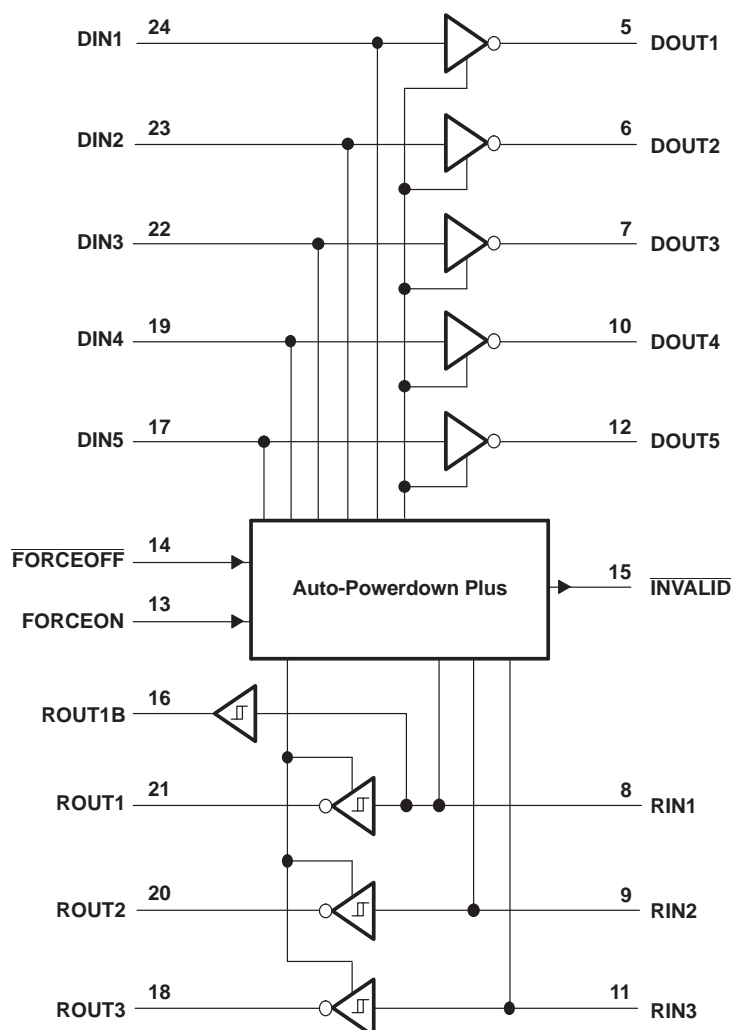 DIN1 24 5 DOUT1
DIN2 23 6 DOUT2
DIN3 22 7 DOUT3
DIN4 19 10 DOUT4
DIN5 17 12 DOUT5
FORCEOFF 14
Auto-Powerdown Plus 15 INVALID
FORCEON 13
ROUT1B 16
ROUT1 21 8 RIN1
ROUT2 20 9 RIN2
ROUT3 18 11 RIN3